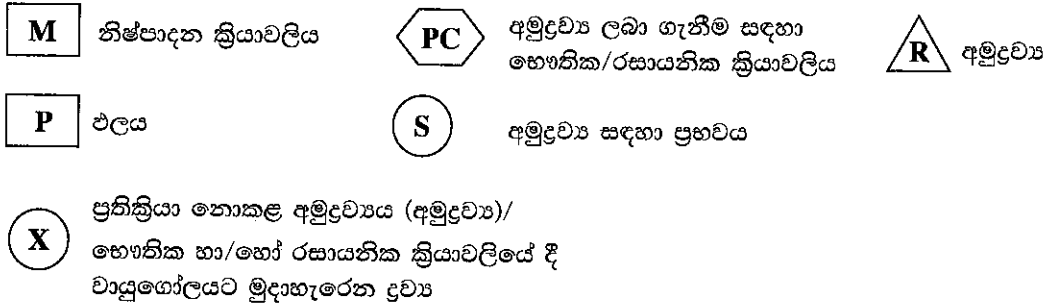 M නිෂ්පාදන ක්‍රියාවලිය
PC අමුද්‍රව්‍ය ලබා ගැනීම සඳහා
භෞතික/රසායනික ක්‍රියාවලිය
R අමුද්‍රව්‍ය
P ඵලය
S අමුද්‍රව්‍ය සඳහා ප්‍රභවය
X ප්‍රතික්‍රියා නොකළ අමුද්‍රව්‍යය (අමුද්‍රව්‍ය)/
භෞතික හා/හෝ රසායනික ක්‍රියාවලියේ දී
වායුගෝලයට මුදාහැරෙන ද්‍රව්‍ය